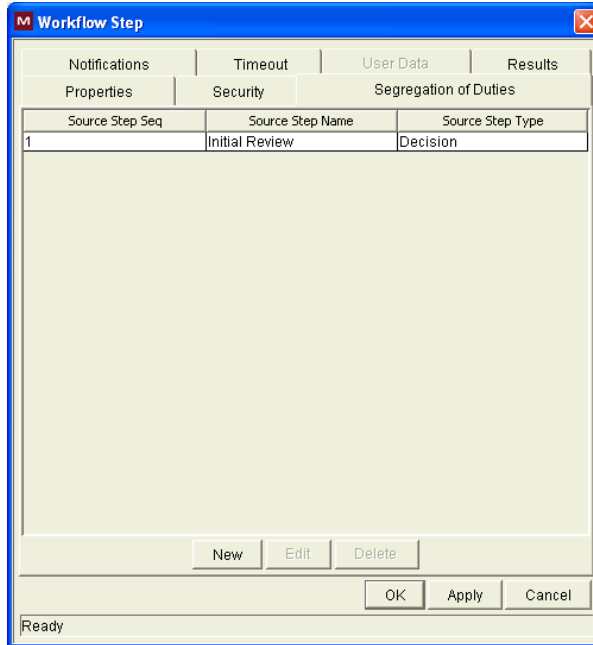 M Workflow Step
Notifications Timeout User Data Results
Properties Security Segregation of Duties
Source Step Seq Source Step Name Source Step Type
1 Initial Review Decision
New Edit Delete
OK Apply Cancel
Ready